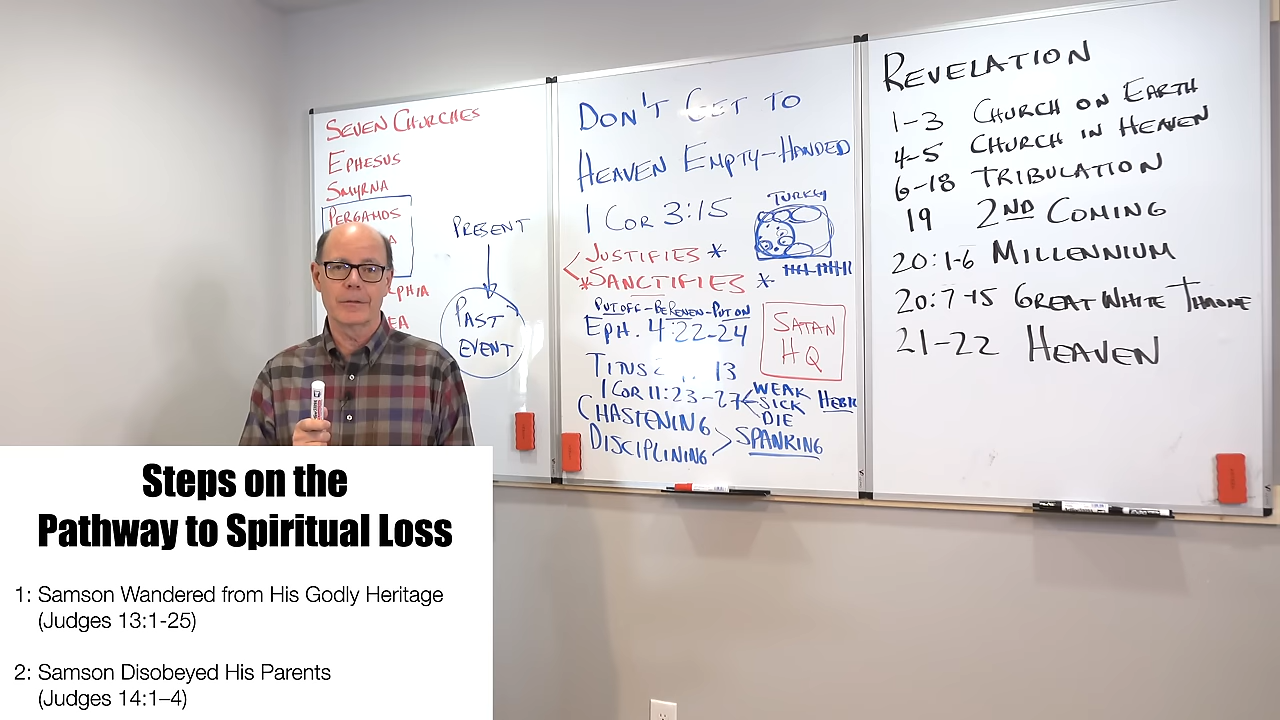 SEVEN CHURCHES
EPHESUS
SMYRNA
PERGAMOS
PRESENT
PAST
EVENT
DON'T GET TO
HEAVEN EMPTY-HANDED
1 COR 3:15
TURKEY
JUSTIFIES *
*SANCTIFIES *
PUT OFF-BE RENEW-PUT ON
EPH. 4:22-24
SATAN
HQ
TITUS 13
1 COR 11:23-27
WEAK
SICK
DIE
CHASTENING
DISCIPLINING
SPANKING
REVELATION
1-3 CHURCH ON EARTH
4-5 CHURCH IN HEAVEN
6-18 TRIBULATION
19 2ND COMING
20:1-6 MILLENNIUM
20:7-15 GREAT WHITE THRONE
21-22 HEAVEN
Steps on the
Pathway to Spiritual Loss
1: Samson Wandered from His Godly Heritage
(Judges 13:1-25)
2: Samson Disobeyed His Parents
(Judges 14:1–4)